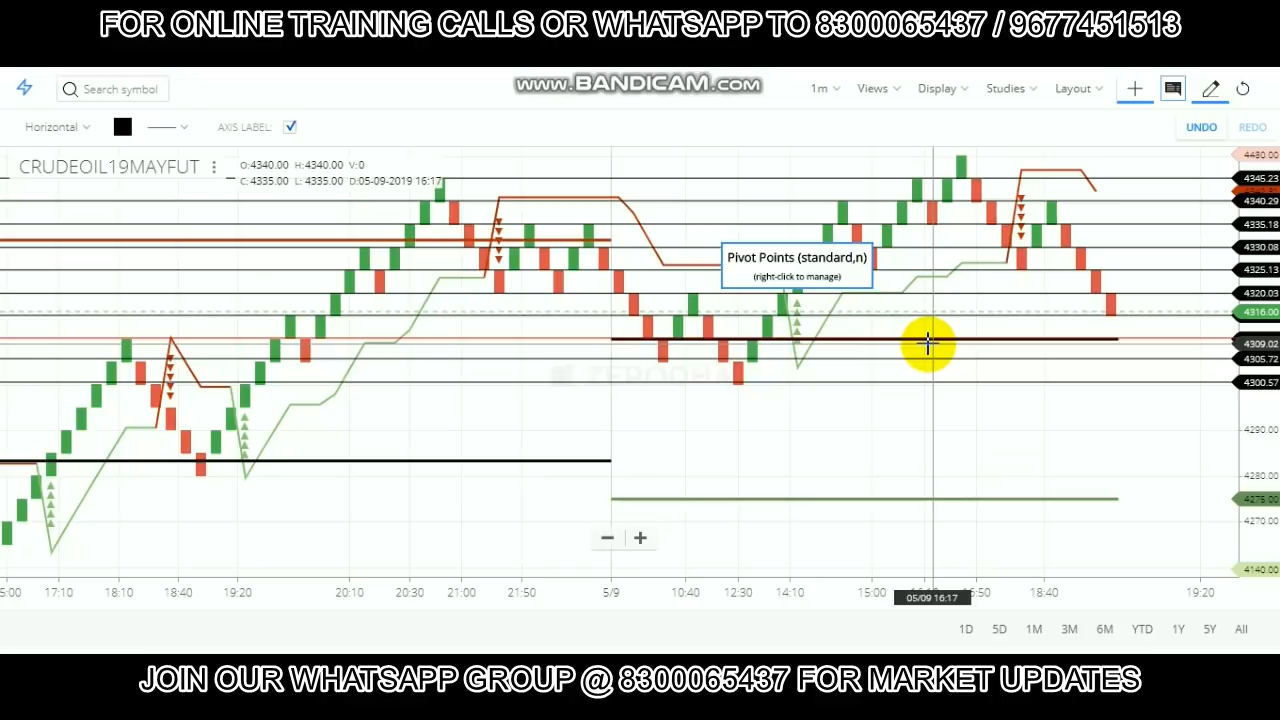 FOR ONLINE TRAINING CALLS OR WHATSAPP TO 8300065437 / 9677451513
www.BANDICAM.com
Search symbol
1m Views Display Studies Layout
Horizontal AXIS LABEL: UNDO REDO
CRUDEOIL19MAYFUT
O:4340.00 H:4340.00 V:0
C:4335.00 L:4335.00 D:05-09-2019 16:17
4480.00
4345.23
4340.29
4335.18
4330.08
4325.13
4320.03
4316.00
4309.02
4305.72
4300.57
4290.00
4280.00
4275.00
4270.00
4140.00
Pivot Points (standard,n)
(right-click to manage)
ZERODHA
5:00 17:10 18:10 18:40 19:20 20:10 20:30 21:00 21:50 5/9 10:40 12:30 14:10 15:00 18:40 19:20
05/09 16:17
1D 5D 1M 3M 6M YTD 1Y 5Y All
JOIN OUR WHATSAPP GROUP @ 8300065437 FOR MARKET UPDATES